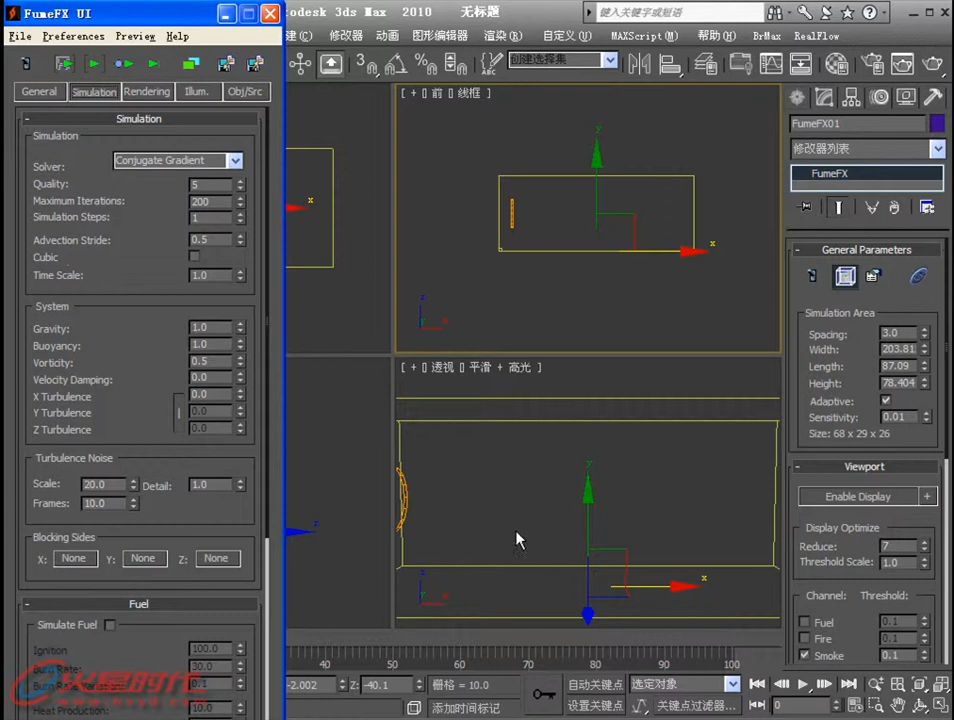 FumeFX UI
odesk 3ds Max 2010 无标题
键入关键字或短语
File Preferences Preview Help
建(C) 修改器 动画 图形编辑器 渲染(R) 自定义(U) MAXScript(M) 帮助(H) BrMax RealFlow
创建选择集
General Simulation Rendering Illum. Obj/Src
[ + ] 前 ] 线框 ]
- Simulation
Simulation
Solver: Conjugate Gradient
Quality: 5
Maximum Iterations: 200
Simulation Steps: 1
Advection Stride: 0.5
Cubic
Time Scale: 1.0
System
Gravity: 1.0
Buoyancy: 1.0
Vorticity: 0.5
Velocity Damping: 0.0
X Turbulence 0.0
Y Turbulence 0.0
Z Turbulence 0.0
Turbulence Noise
Scale: 20.0 Detail: 1.0
Frames: 10.0
Blocking Sides
X: None Y: None Z: None
- Fuel
Simulate Fuel
Ignition 100.0
Burn Rate: 30.0
Burn Rate Variation: 0.1
Heat Production: 10.0
火星时代
x
y
x
z
[ + ] 透视 ] 平滑 + 高光 ]
y
x
z
FumeFX01
修改器列表
FumeFX
- General Parameters
Simulation Area
Spacing: 3.0
Width: 203.81
Length: 87.09
Height: 78.404
Adaptive:
Sensitivity: 0.01
Size: 68 x 29 x 26
- Viewport
Enable Display +
Display Optimize
Reduce: 7
Threshold Scale: 1.0
Channel: Threshold:
Fuel 0.1
Fire 0.1
Smoke 0.1
40 50 60 70 80 90 100
-2.002 Z: -40.1 栅格 = 10.0
添加时间标记
自动关键点 选定对象
设置关键点 关键点过滤器...
0